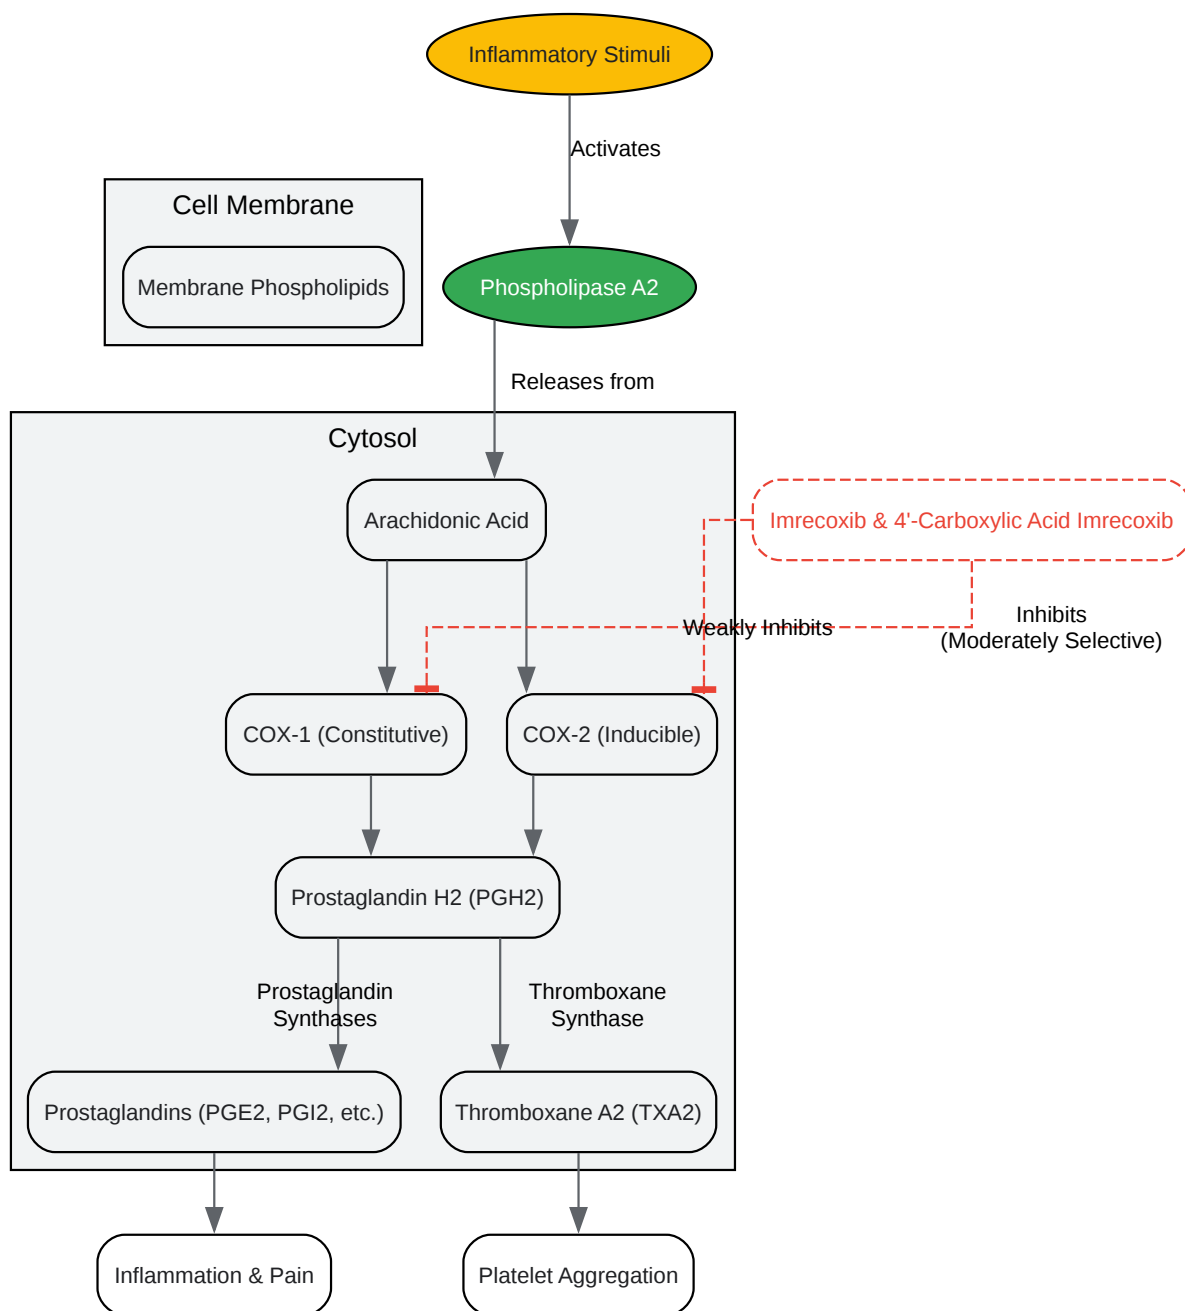 Inflammatory Stimuli
Activates
Cell Membrane
Membrane Phospholipids
Phospholipase A2
Releases from
Cytosol
Arachidonic Acid
Imrecoxib & 4'-Carboxylic Acid Imrecoxib
Weakly Inhibits
Inhibits
(Moderately Selective)
COX-1 (Constitutive)
COX-2 (Inducible)
Prostaglandin H2 (PGH2)
Prostaglandin
Synthases
Thromboxane
Synthase
Prostaglandins (PGE2, PGI2, etc.)
Thromboxane A2 (TXA2)
Inflammation & Pain
Platelet Aggregation